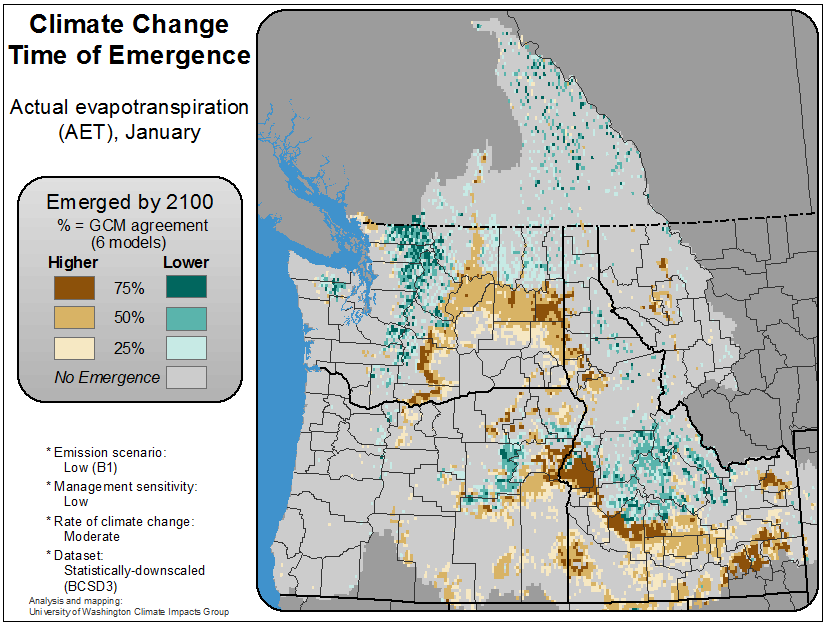 Climate Change
Time of Emergence
Actual evapotranspiration
(AET), January
Emerged by 2100
% = GCM agreement
(6 models)
Higher Lower
75%
50%
25%
No Emergence
* Emission scenario:
Low (B1)
* Management sensitivity:
Low
* Rate of climate change:
Moderate
* Dataset:
Statistically-downscaled
(BCSD3)
Analysis and mapping:
University of Washington Climate Impacts Group